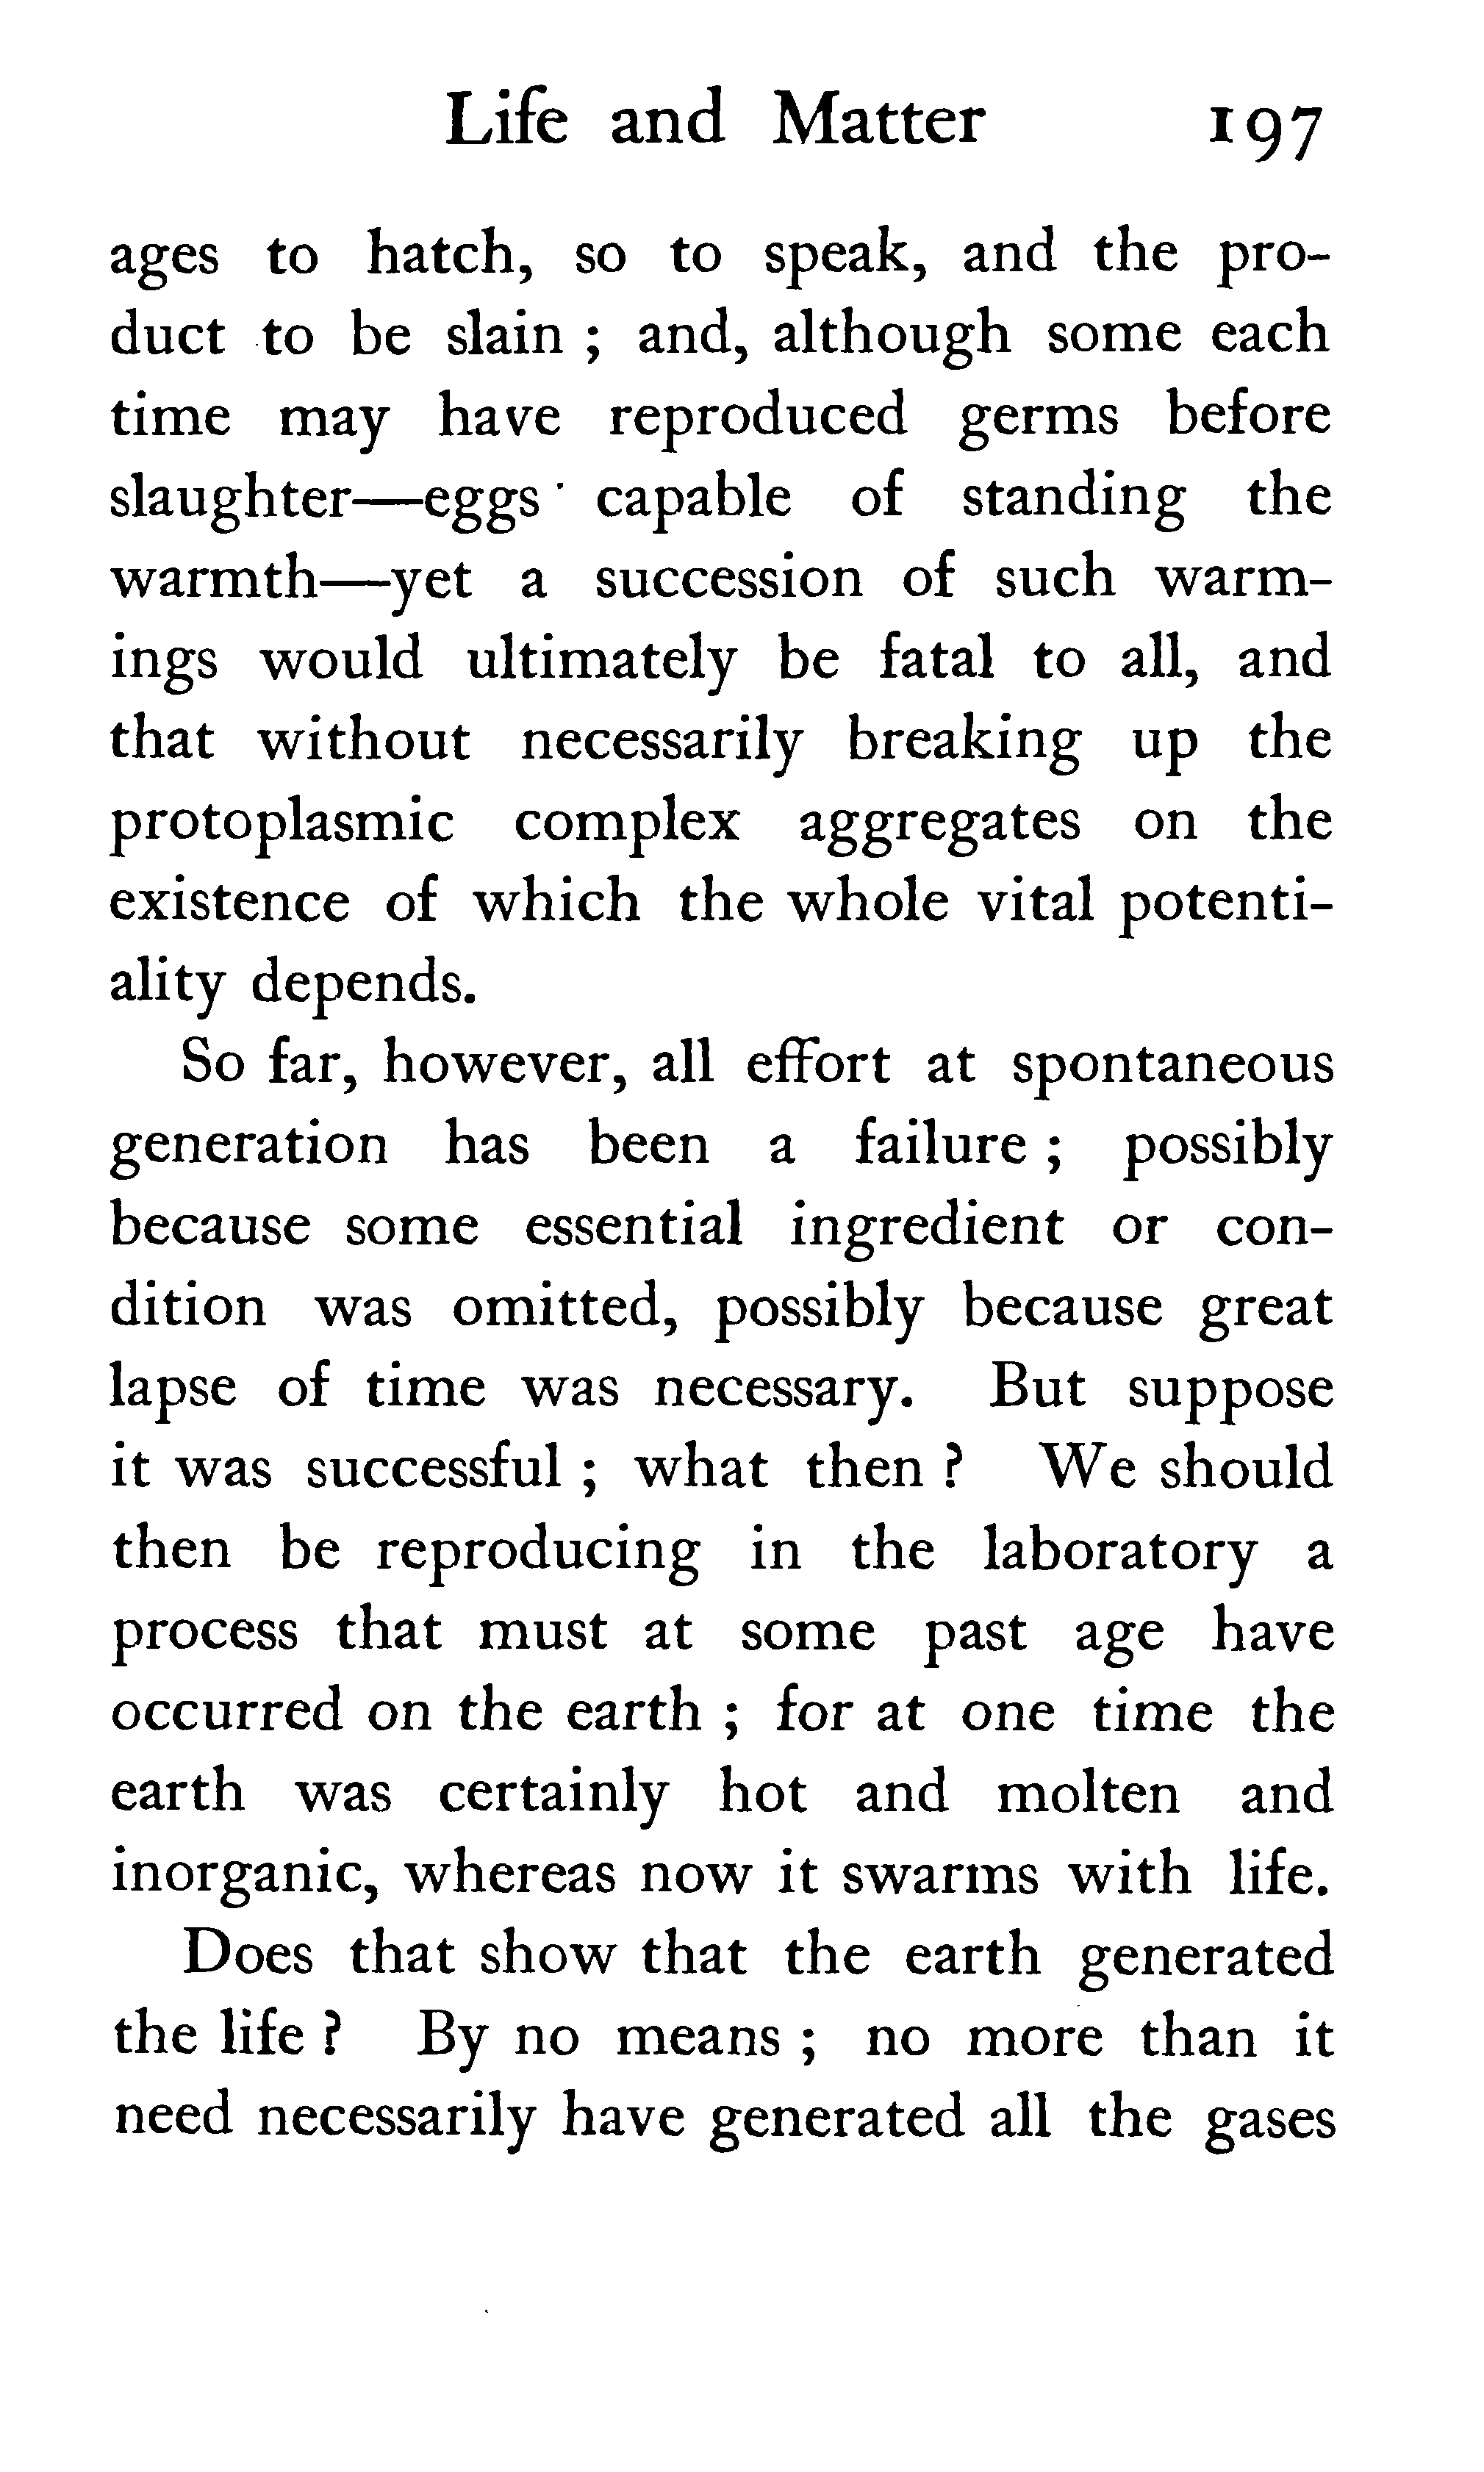 Life and Matter 197
ages to hatch, so to speak, and the pro-
duct to be slain ; and, although some each
time may have reproduced germs before
slaughter—eggs capable of standing the
warmth—yet a succession of such warm-
ings would ultimately be fatal to all, and
that without necessarily breaking up the
protoplasmic complex aggregates on the
existence of which the whole vital potenti-
ality depends.
So far, however, all effort at spontaneous
generation has been a failure ; possibly
because some essential ingredient or con-
dition was omitted, possibly because great
lapse of time was necessary. But suppose
it was successful ; what then ? We should
then be reproducing in the laboratory a
process that must at some past age have
occurred on the earth ; for at one time the
earth was certainly hot and molten and
inorganic, whereas now it swarms with life.
Does that show that the earth generated
the life ? By no means ; no more than it
need necessarily have generated all the gases